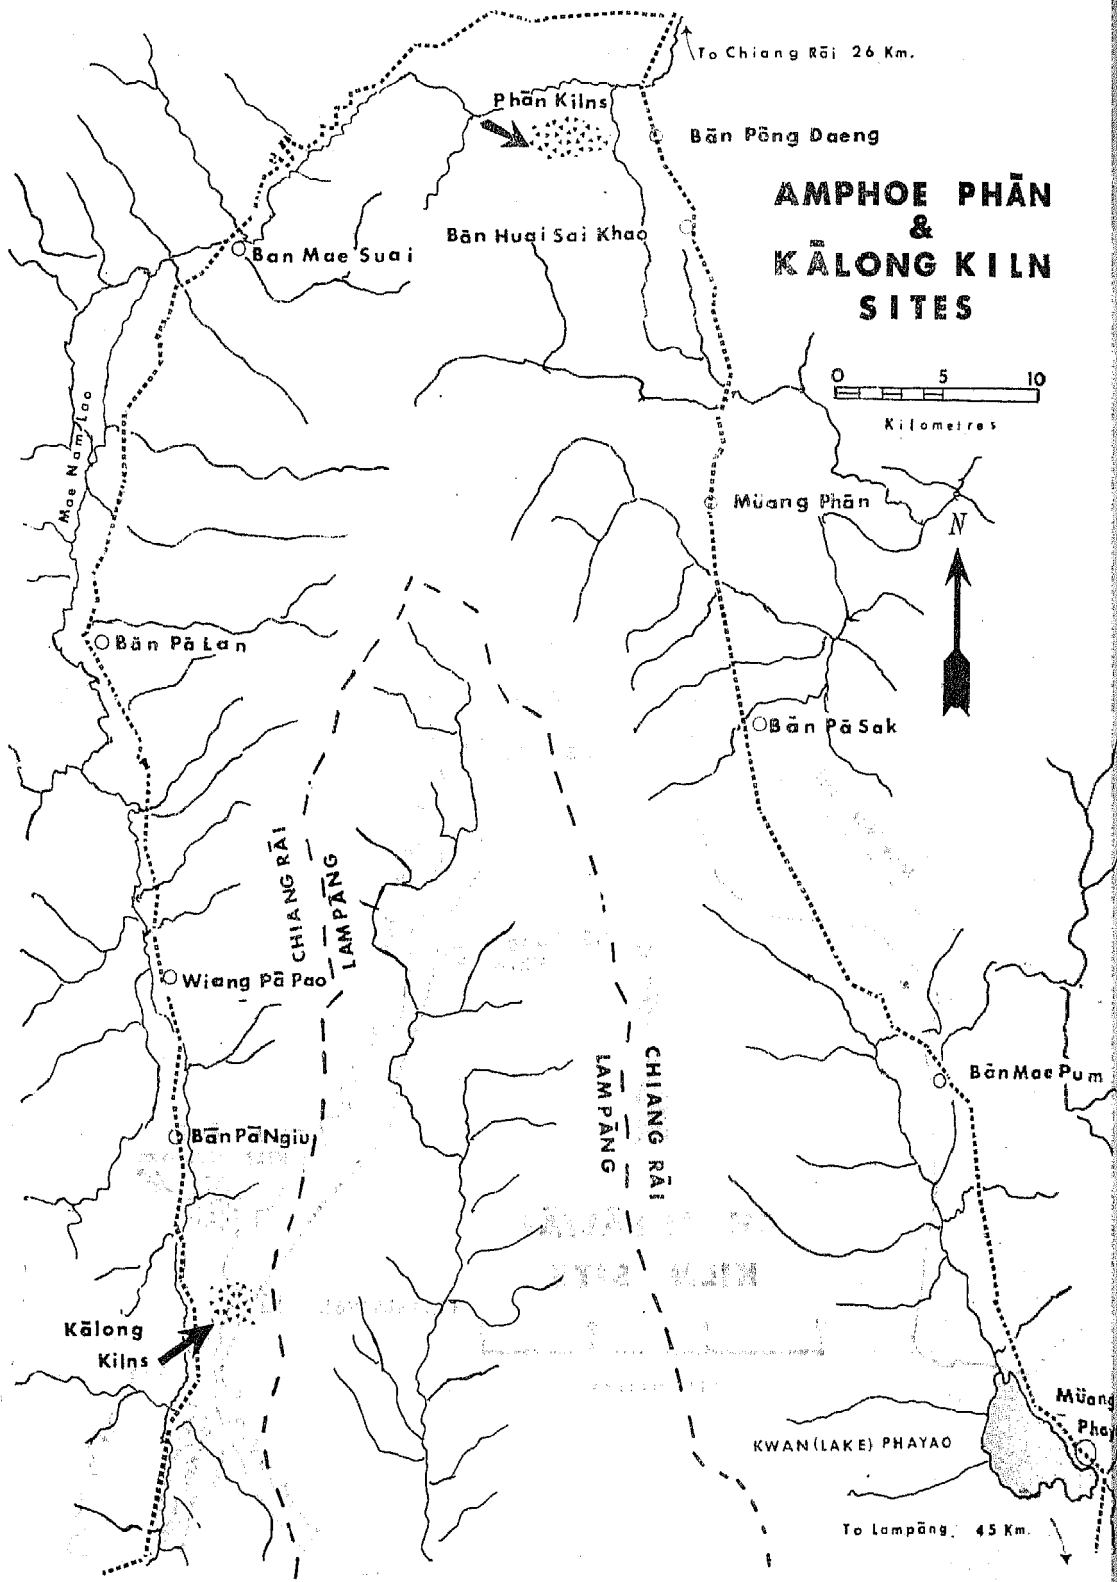 To Chiang Rāi 26 Km.
Phān Kilns
Bān Pōng Daeng
AMPHOE PHĀN
&
KĀLONG KILN
SITES
Bān Huai Sai Khao
Ban Mae Suai
0 5 10
Kilometres
Mae Nam Lao
Müang Phān
N
Bān Pā Lan
Bān Pā Sak
CHIANG RĀI
LAMPĀNG
Wiang Pā Pao
CHIANG RĀI
LAMPĀNG
Bān Mae Pum
Bān Pā Ngiu
Kālong
Kilns
Müang
Phay
KWAN (LAKE) PHAYAO
To Lampāng 45 Km.